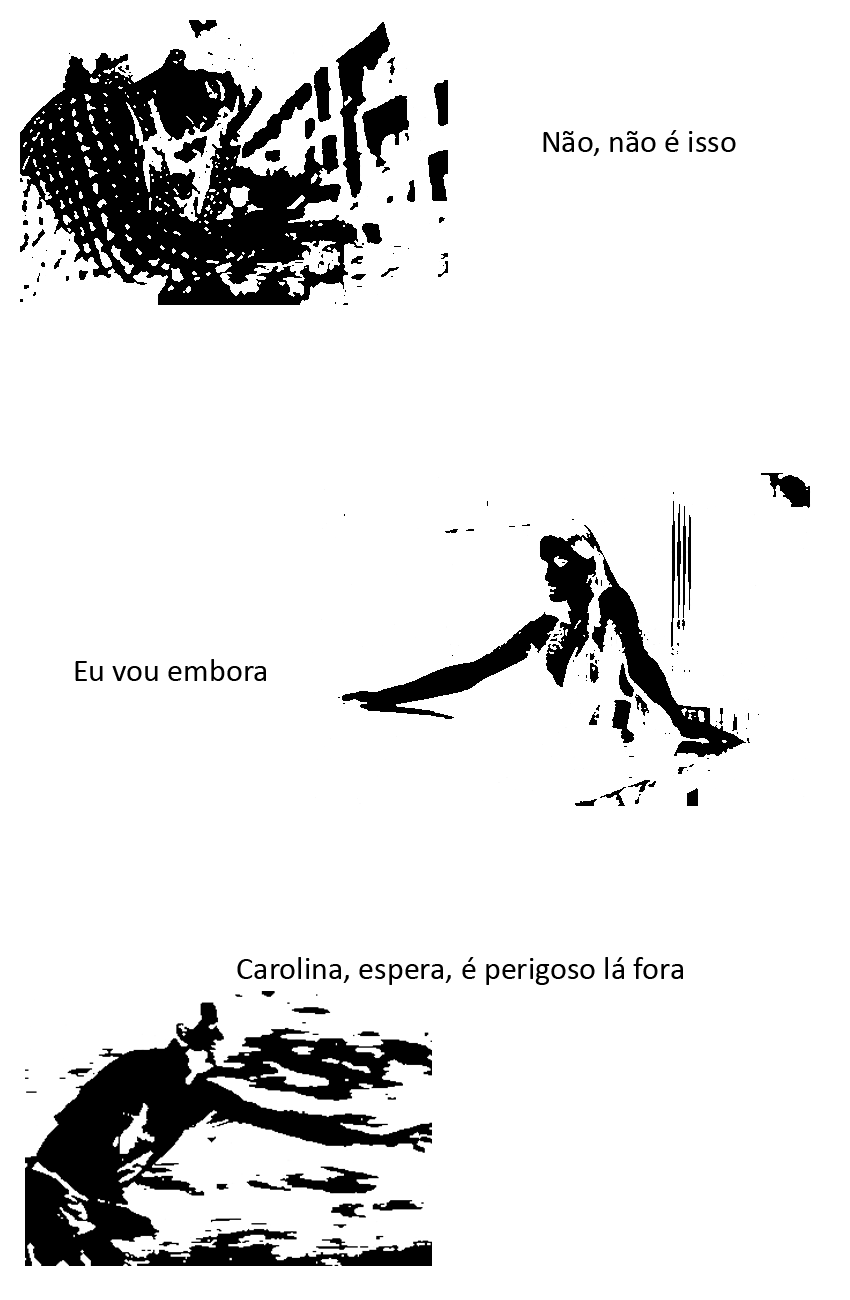 Não, não é isso
Eu vou embora
Carolina, espera, é perigoso lá fora